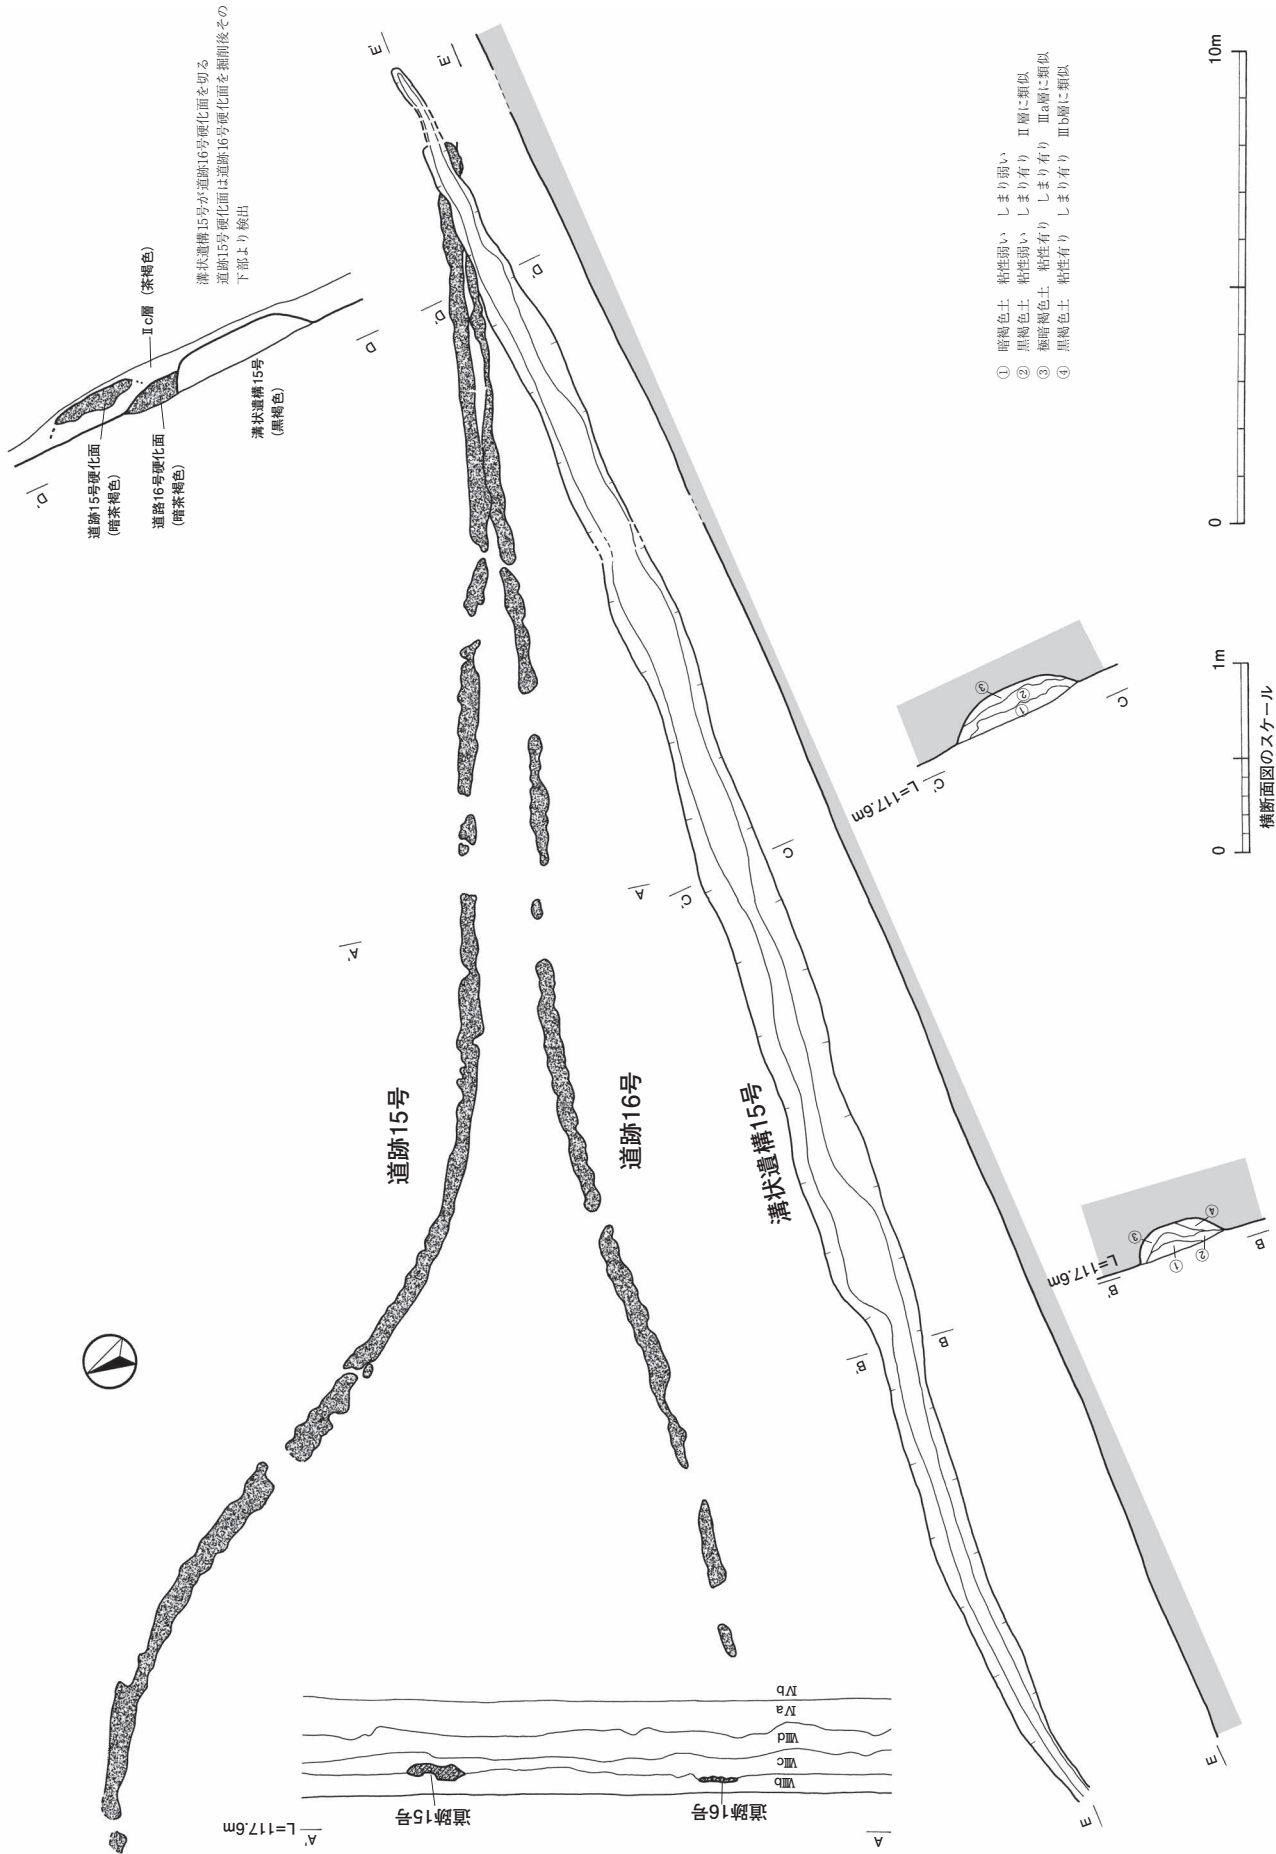 溝状遺構15号が道跡16号硬化面を切る
道跡15号硬化面は道跡16号硬化面を掘削後その
下部より検出
E'
E'
D'
D'
D'
D
Ⅱc層（茶褐色）
道跡15号硬化面
（暗茶褐色）
道路16号硬化面
（暗茶褐色）
溝状遺構15号
（黒褐色）
① 暗褐色土 粘性弱い しまり弱い
② 黒褐色土 粘性弱い しまり有り Ⅱ層に類似
③ 極暗褐色土 粘性有り しまり有り Ⅲa層に類似
④ 黒褐色土 粘性有り しまり有り Ⅲb層に類似
0
10m
0
1m
横断面図のスケール
L=117.6m
C'
C
①
②
③
A'
A
C'
C
道跡15号
道跡16号
溝状遺構15号
B'
B
L=117.6m
B'
B
①
②
③
④
L=117.6m
A'
A
道跡15号
道跡16号
Ⅷb
Ⅷc
Ⅷd
Ⅳa
Ⅳb
E
E